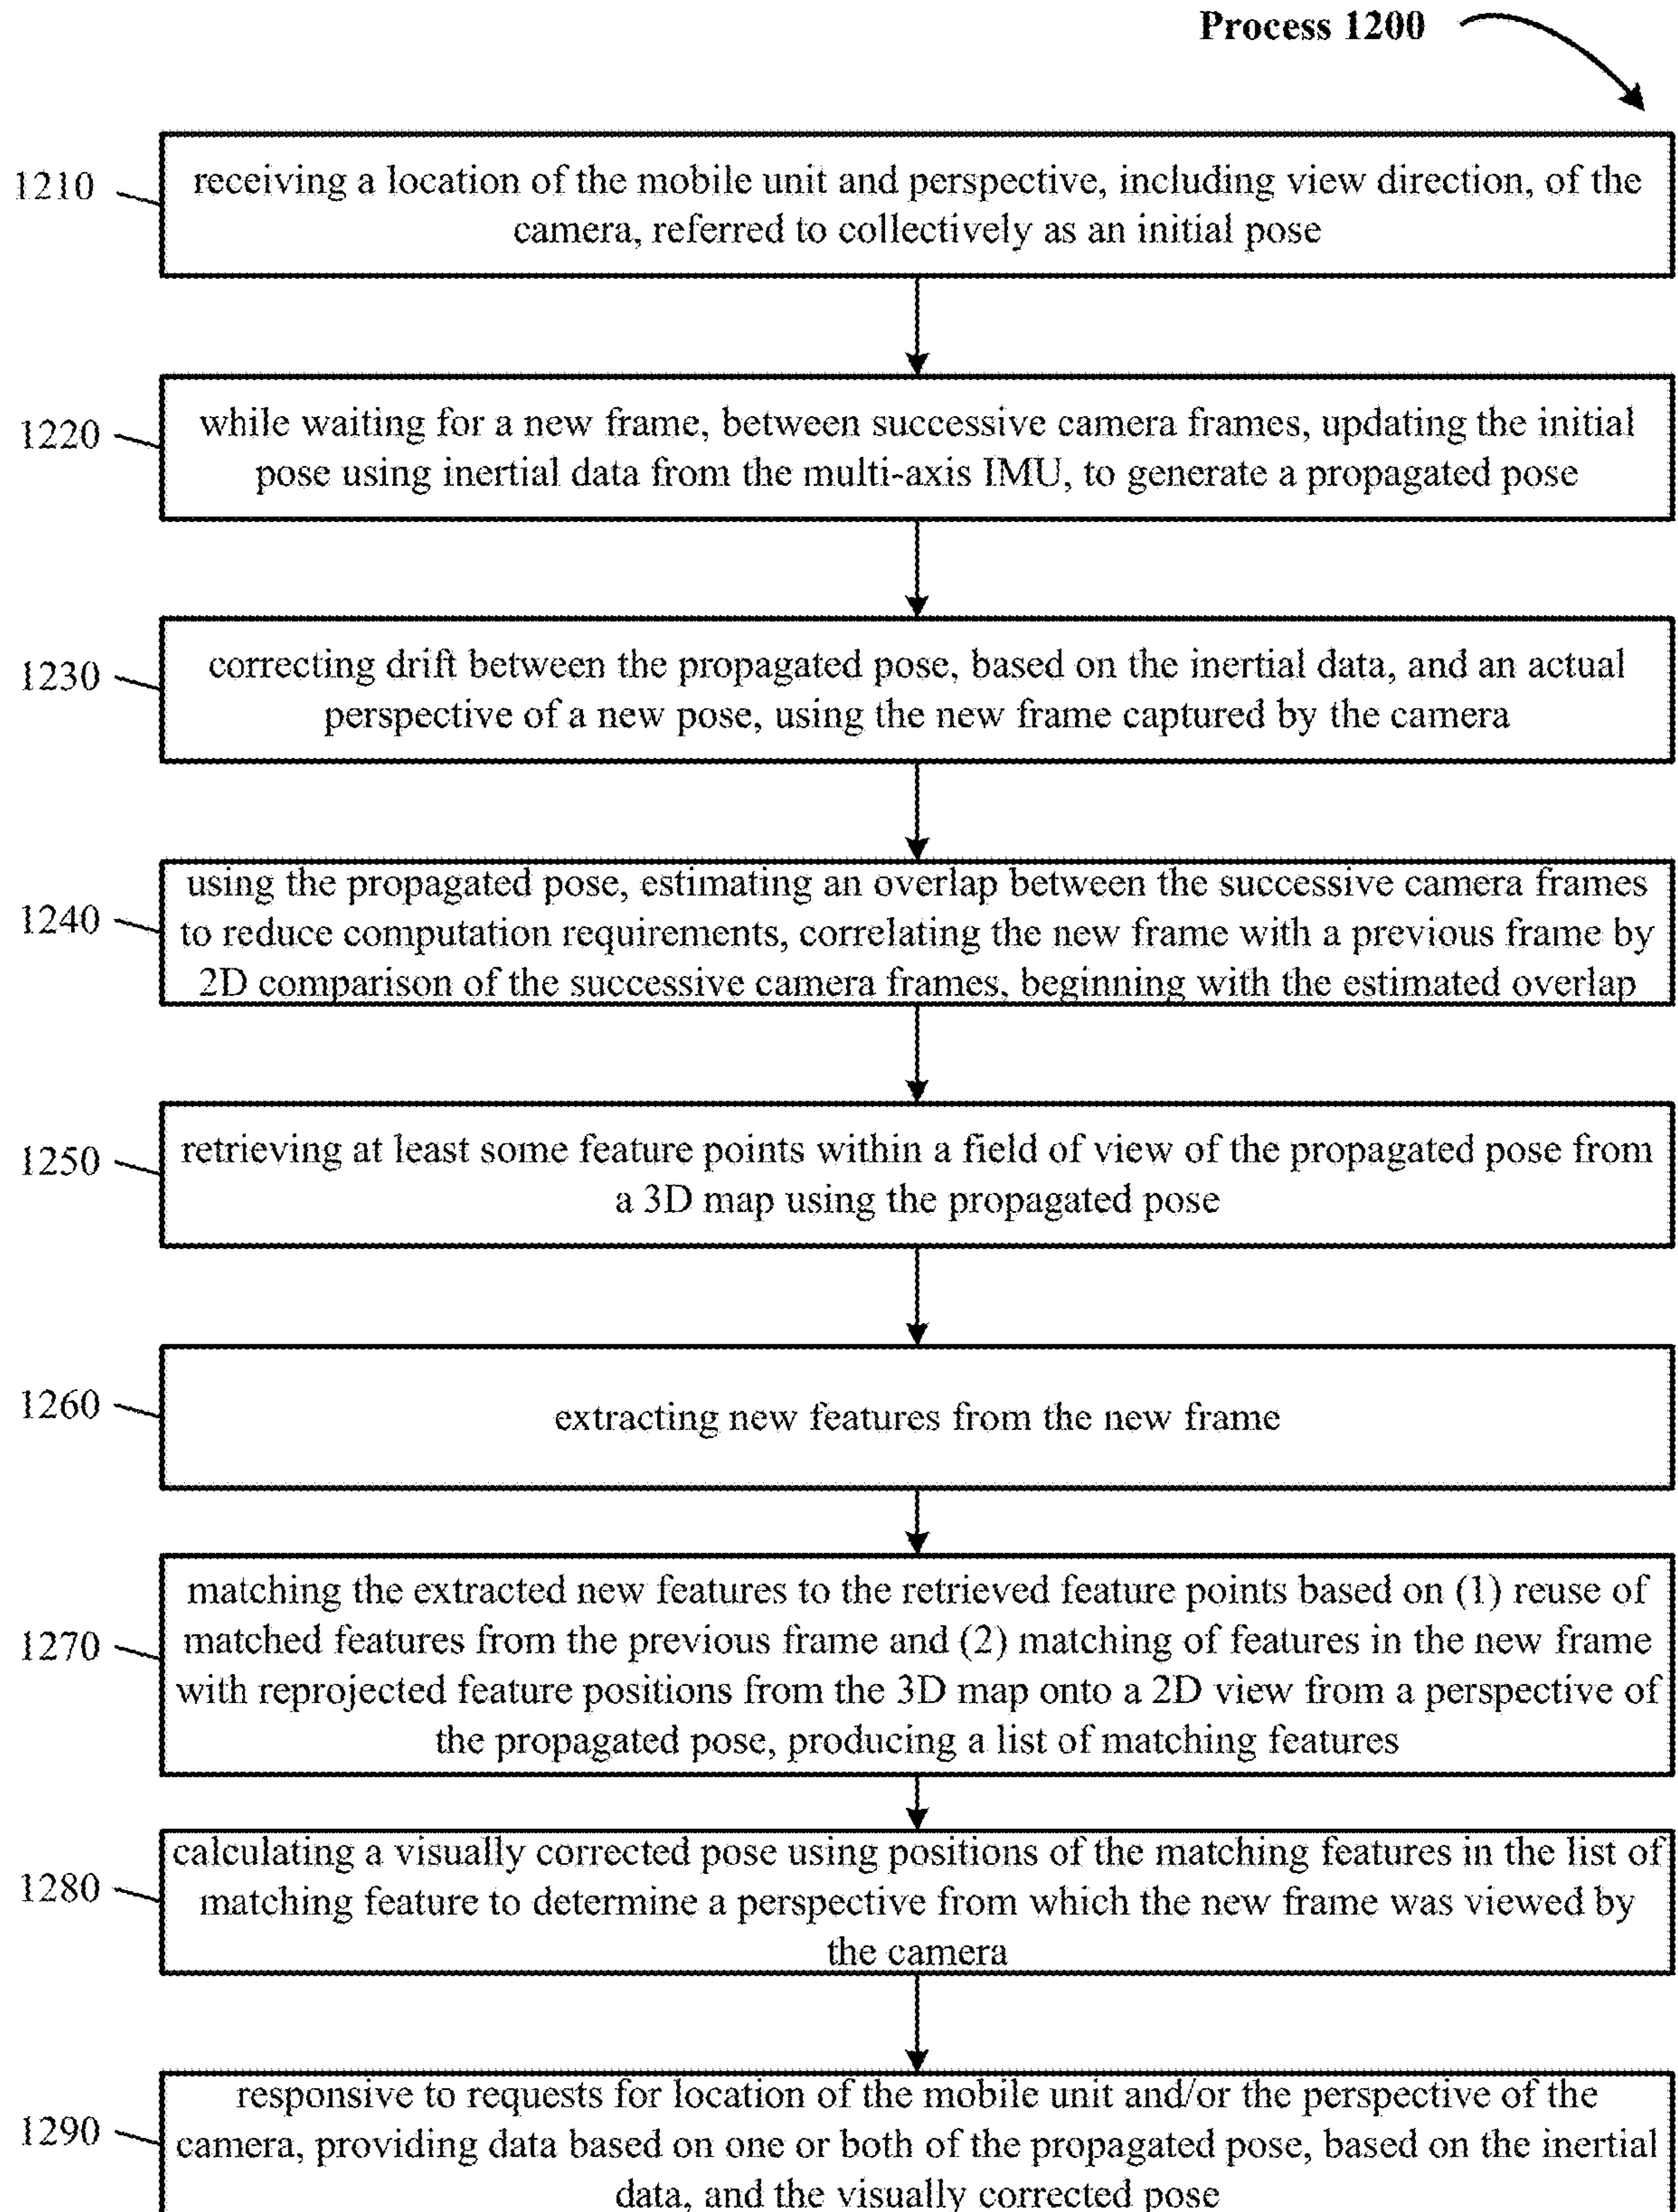 Process 1200
1210
receiving a location of the mobile unit and perspective, including view direction, of the
camera, referred to collectively as an initial pose
1220
while waiting for a new frame, between successive camera frames, updating the initial
pose using inertial data from the multi-axis IMU, to generate a propagated pose
1230
correcting drift between the propagated pose, based on the inertial data, and an actual
perspective of a new pose, using the new frame captured by the camera
1240
using the propagated pose, estimating an overlap between the successive camera frames
to reduce computation requirements, correlating the new frame with a previous frame by
2D comparison of the successive camera frames, beginning with the estimated overlap
1250
retrieving at least some feature points within a field of view of the propagated pose from
a 3D map using the propagated pose
1260
extracting new features from the new frame
1270
matching the extracted new features to the retrieved feature points based on (1) reuse of
matched features from the previous frame and (2) matching of features in the new frame
with reprojected feature positions from the 3D map onto a 2D view from a perspective of
the propagated pose, producing a list of matching features
1280
calculating a visually corrected pose using positions of the matching features in the list of
matching feature to determine a perspective from which the new frame was viewed by
the camera
1290
responsive to requests for location of the mobile unit and/or the perspective of the
camera, providing data based on one or both of the propagated pose, based on the inertial
data, and the visually corrected pose